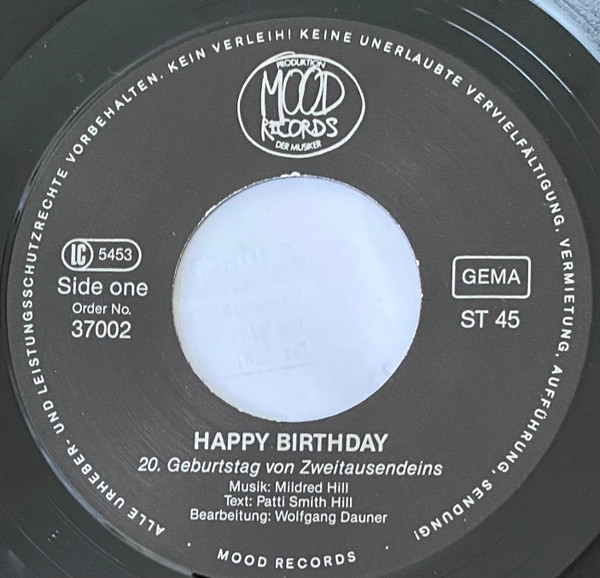 ALLE URHEBER- UND LEISTUNGSSCHUTZRECHTE VORBEHALTEN. KEIN VERLEIH! KEINE UNERLAUBTE VERVIELFÄLTIGUNG, VERMIETUNG, AUFFÜHRUNG, SENDUNG!
PRODUKTION
MOOD
RECORDS
DER MUSIKER
LC 5453
Side one
Order No.
37002
GEMA
ST 45
HAPPY BIRTHDAY
20. Geburtstag von Zweitausendeins
Musik: Mildred Hill
Text: Patti Smith Hill
Bearbeitung: Wolfgang Dauner
· MOOD RECORDS ·